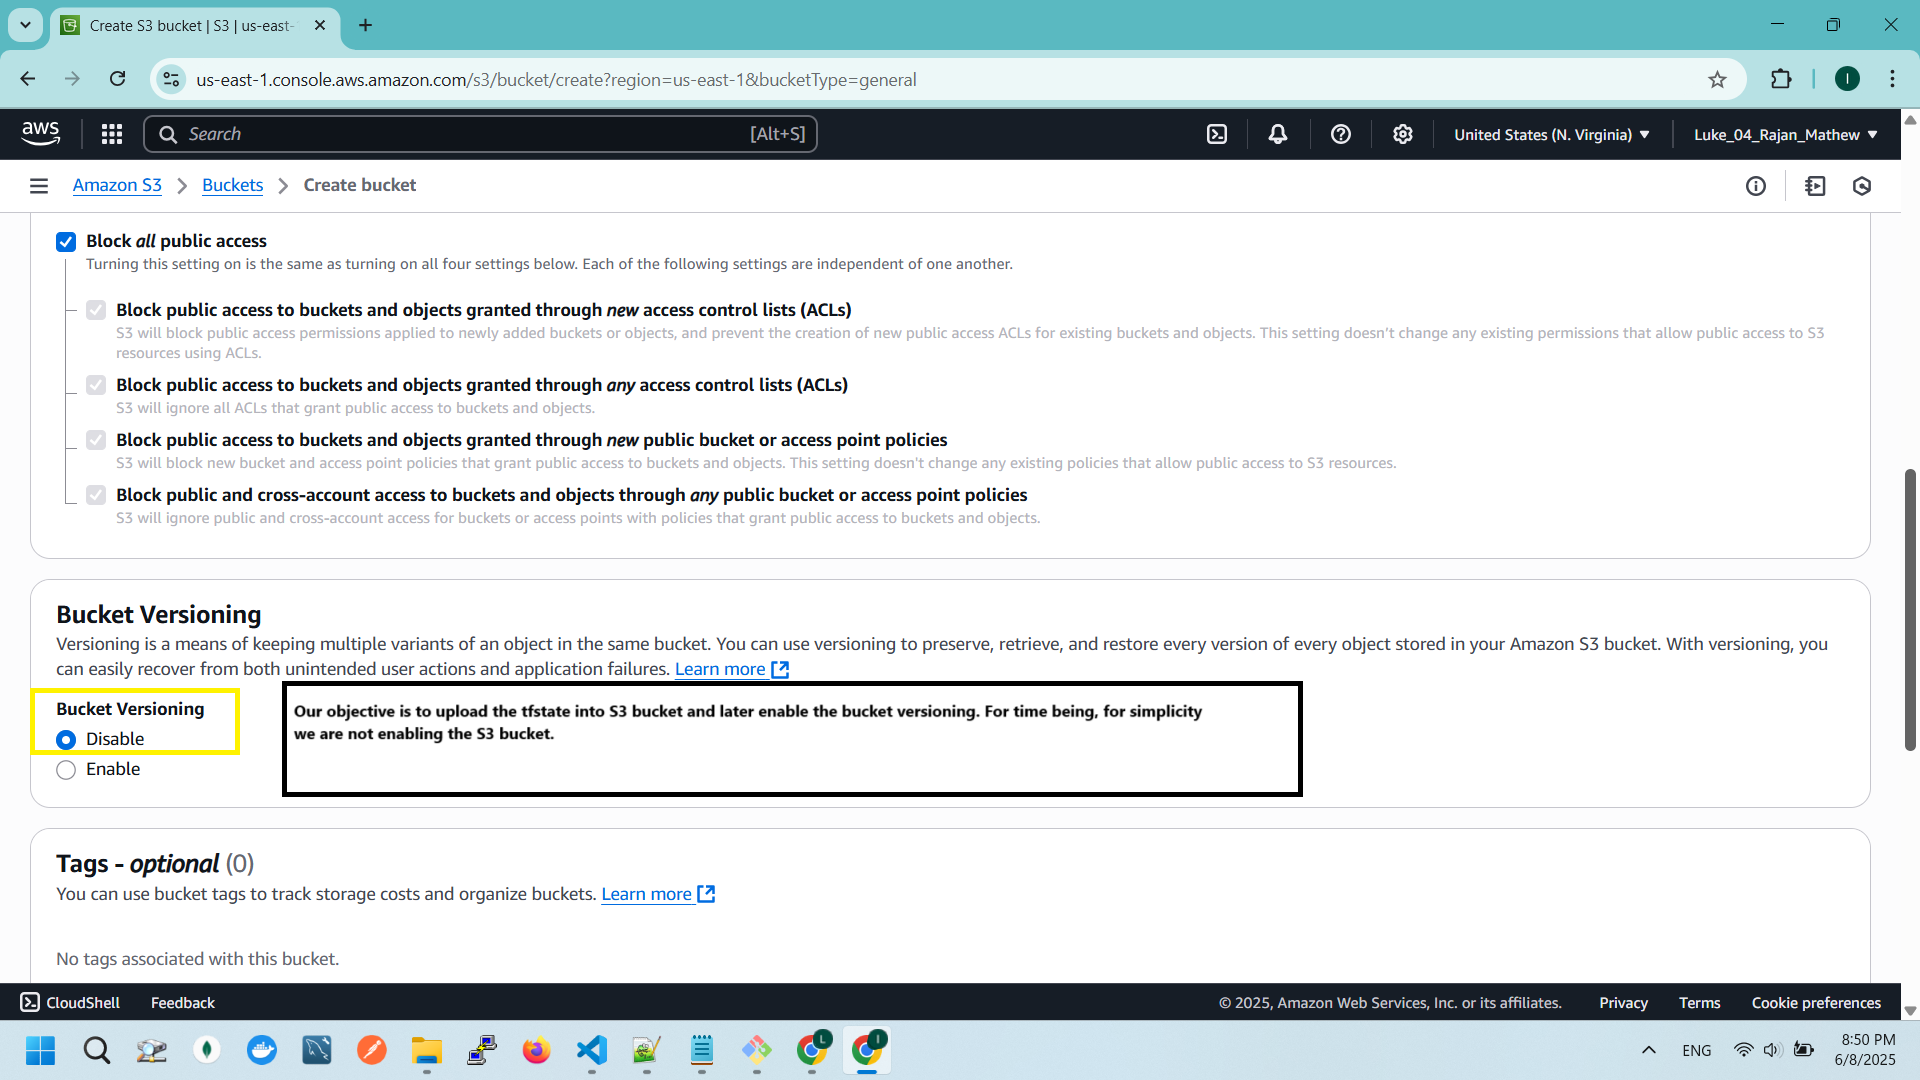 Create S3 bucket | S3 | us-east-
us-east-1.console.aws.amazon.com/s3/bucket/create?region=us-east-1&bucketType=general
I
aws
Search
[Alt+S]
United States (N. Virginia)
Luke_04_Rajan_Mathew
Amazon S3
Buckets
Create bucket
Block all public access
Turning this setting on is the same as turning on all four settings below. Each of the following settings are independent of one another.
Block public access to buckets and objects granted through new access control lists (ACLs)
S3 will block public access permissions applied to newly added buckets or objects, and prevent the creation of new public access ACLs for existing buckets and objects. This setting doesn't change any existing permissions that allow public access to S3
resources using ACLs.
Block public access to buckets and objects granted through any access control lists (ACLs)
S3 will ignore all ACLs that grant public access to buckets and objects.
Block public access to buckets and objects granted through new public bucket or access point policies
S3 will block new bucket and access point policies that grant public access to buckets and objects. This setting doesn't change any existing policies that allow public access to S3 resources.
Block public and cross-account access to buckets and objects through any public bucket or access point policies
S3 will ignore public and cross-account access for buckets or access points with policies that grant public access to buckets and objects.
Bucket Versioning
Versioning is a means of keeping multiple variants of an object in the same bucket. You can use versioning to preserve, retrieve, and restore every version of every object stored in your Amazon S3 bucket. With versioning, you
can easily recover from both unintended user actions and application failures. Learn more
Bucket Versioning
Disable
Enable
Our objective is to upload the tfstate into S3 bucket and later enable the bucket versioning. For time being, for simplicity
we are not enabling the S3 bucket.
Tags - optional (0)
You can use bucket tags to track storage costs and organize buckets. Learn more
No tags associated with this bucket.
CloudShell
Feedback
© 2025, Amazon Web Services, Inc. or its affiliates.
Privacy
Terms
Cookie preferences
L
I
ENG
8:50 PM
6/8/2025